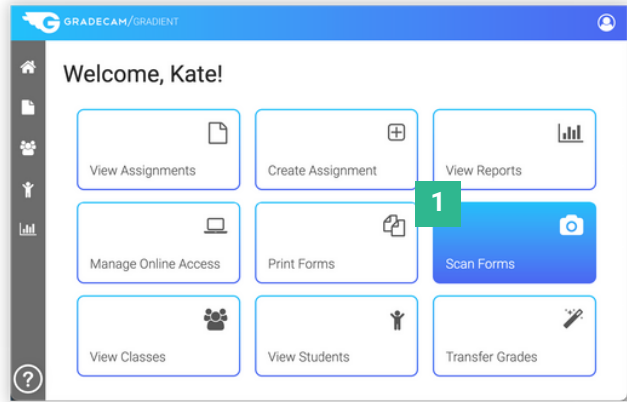 GRADECAM/GRADIENT
Welcome, Kate!
View Assignments
Create Assignment
View Reports
1
Manage Online Access
Print Forms
Scan Forms
View Classes
View Students
Transfer Grades
?